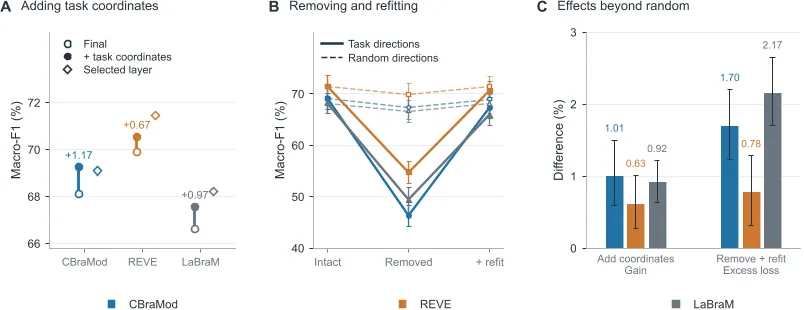 A Adding task coordinates
Final
+ task coordinates
Selected layer
Macro-F1 (%)
72
70
68
66
+1.17
+0.67
+0.97
CBraMod REVE LaBraM
B Removing and refitting
Task directions
Random directions
Macro-F1 (%)
70
60
50
40
Intact Removed + refit
C Effects beyond random
Difference (%)
3
2
1
0
1.01
0.63
0.92
1.70
0.78
2.17
Add coordinates
Gain
Remove + refit
Excess loss
CBraMod REVE LaBraM